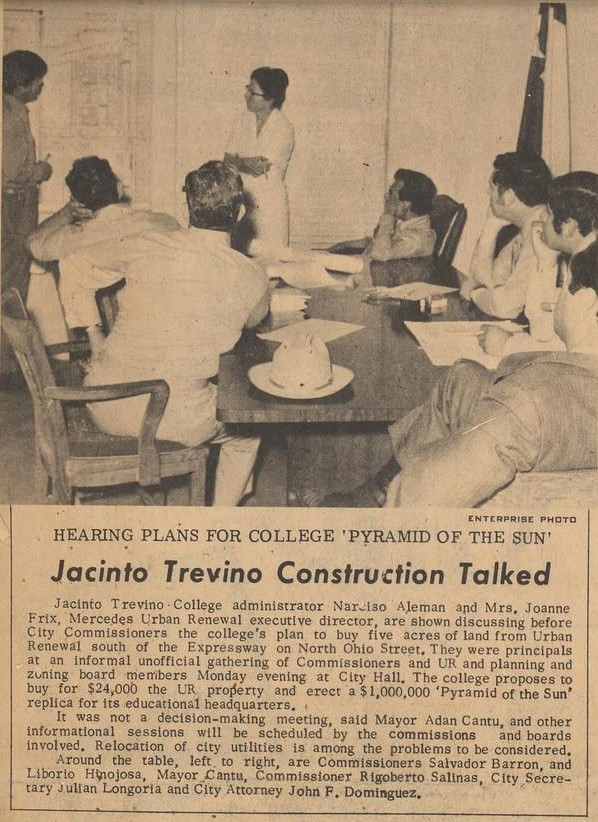 ENTERPRISE PHOTO
HEARING PLANS FOR COLLEGE 'PYRAMID OF THE SUN'
Jacinto Trevino Construction Talked
Jacinto Trevino College administrator Narciso Aleman and Mrs. Joanne
Frix, Mercedes Urban Renewal executive director, are shown discussing before
City Commissioners the college's plan to buy five acres of land from Urban
Renewal south of the Expressway on North Ohio Street. They were principals
at an informal unofficial gathering of Commissioners and UR and planning and
zoning board members Monday evening at City Hall. The college proposes to
buy for $24,000 the UR property and erect a $1,000,000 'Pyramid of the Sun'
replica for its educational headquarters.
It was not a decision-making meeting, said Mayor Adan Cantu, and other
informational sessions will be scheduled by the commissions and boards
involved. Relocation of city utilities is among the problems to be considered.
Around the table, left to right, are Commissioners Salvador Barron, and
Liborio Hinojosa, Mayor Cantu, Commissioner Rigoberto Salinas, City Secre-
tary Julian Longoria and City Attorney John F. Dominguez.